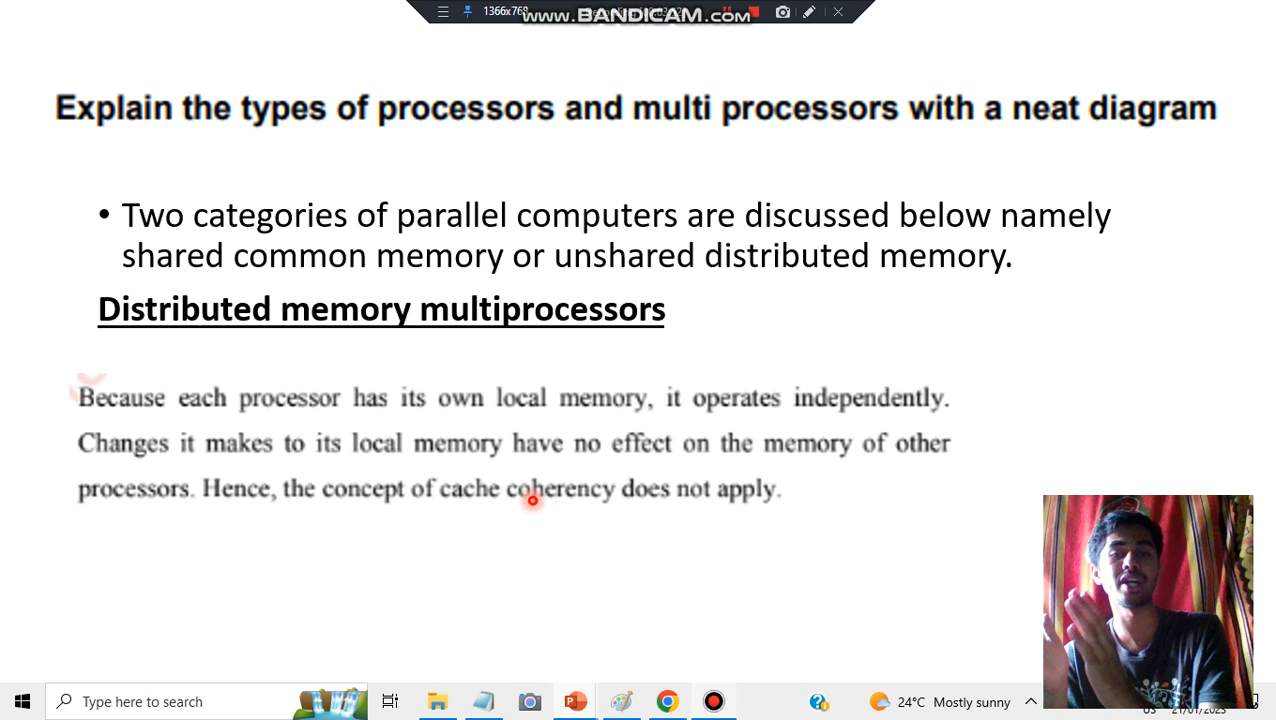 1366x768
www.BANDICAM.com
Explain the types of processors and multi processors with a neat diagram
• Two categories of parallel computers are discussed below namely
shared common memory or unshared distributed memory.
Distributed memory multiprocessors
Because each processor has its own local memory, it operates independently.
Changes it makes to its local memory have no effect on the memory of other
processors. Hence, the concept of cache coherency does not apply.
Type here to search
24°C Mostly sunny
21/01/2023